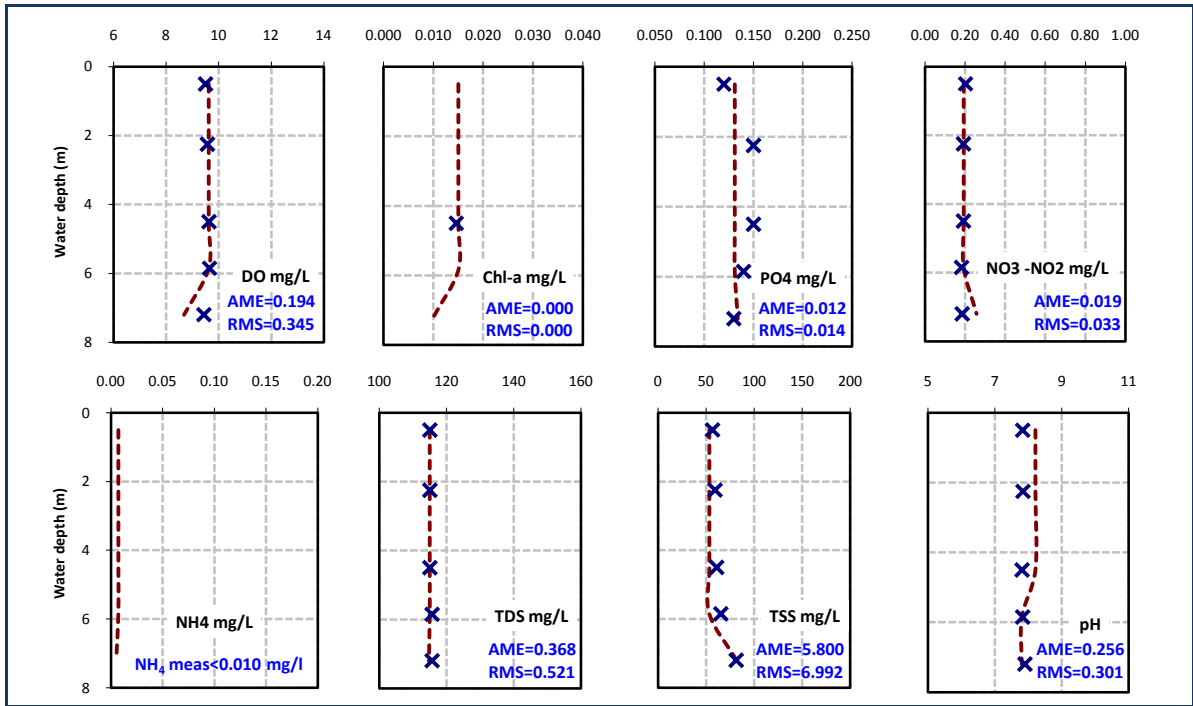 6 8 10 12 14
0.000 0.010 0.020 0.030 0.040
0.050 0.100 0.150 0.200 0.250
0.00 0.20 0.40 0.60 0.80 1.00
0
2
4
6
8
Water depth (m)
DO mg/L
AME=0.194
RMS=0.345
Chl-a mg/L
AME=0.000
RMS=0.000
PO4 mg/L
AME=0.012
RMS=0.014
NO3 -NO2 mg/L
AME=0.019
RMS=0.033
0.00 0.05 0.10 0.15 0.20
100 120 140 160
0 50 100 150 200
5 7 9 11
0
2
4
6
8
Water depth (m)
NH4 mg/L
NH₄ meas<0.010 mg/l
TDS mg/L
AME=0.368
RMS=0.521
TSS mg/L
AME=5.800
RMS=6.992
pH
AME=0.256
RMS=0.301